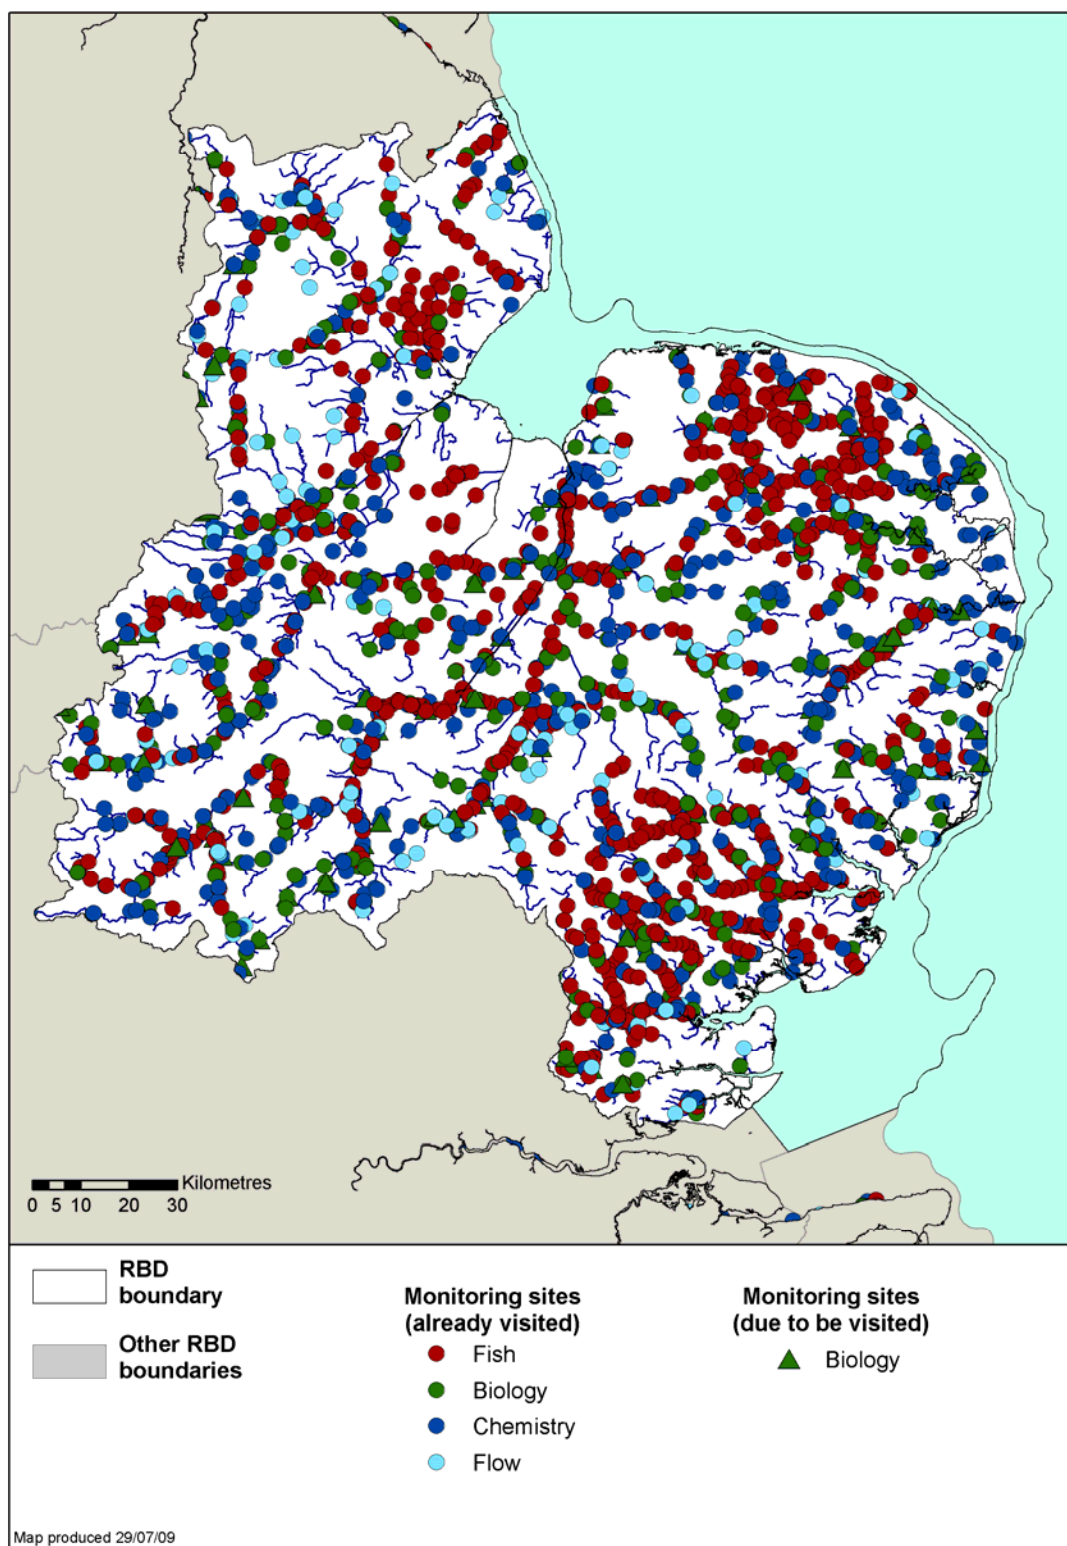 Kilometres
0 5 10 20 30
RBD
boundary
Other RBD
boundaries
Monitoring sites
(already visited)
Fish
Biology
Chemistry
Flow
Monitoring sites
(due to be visited)
Biology
Map produced 29/07/09